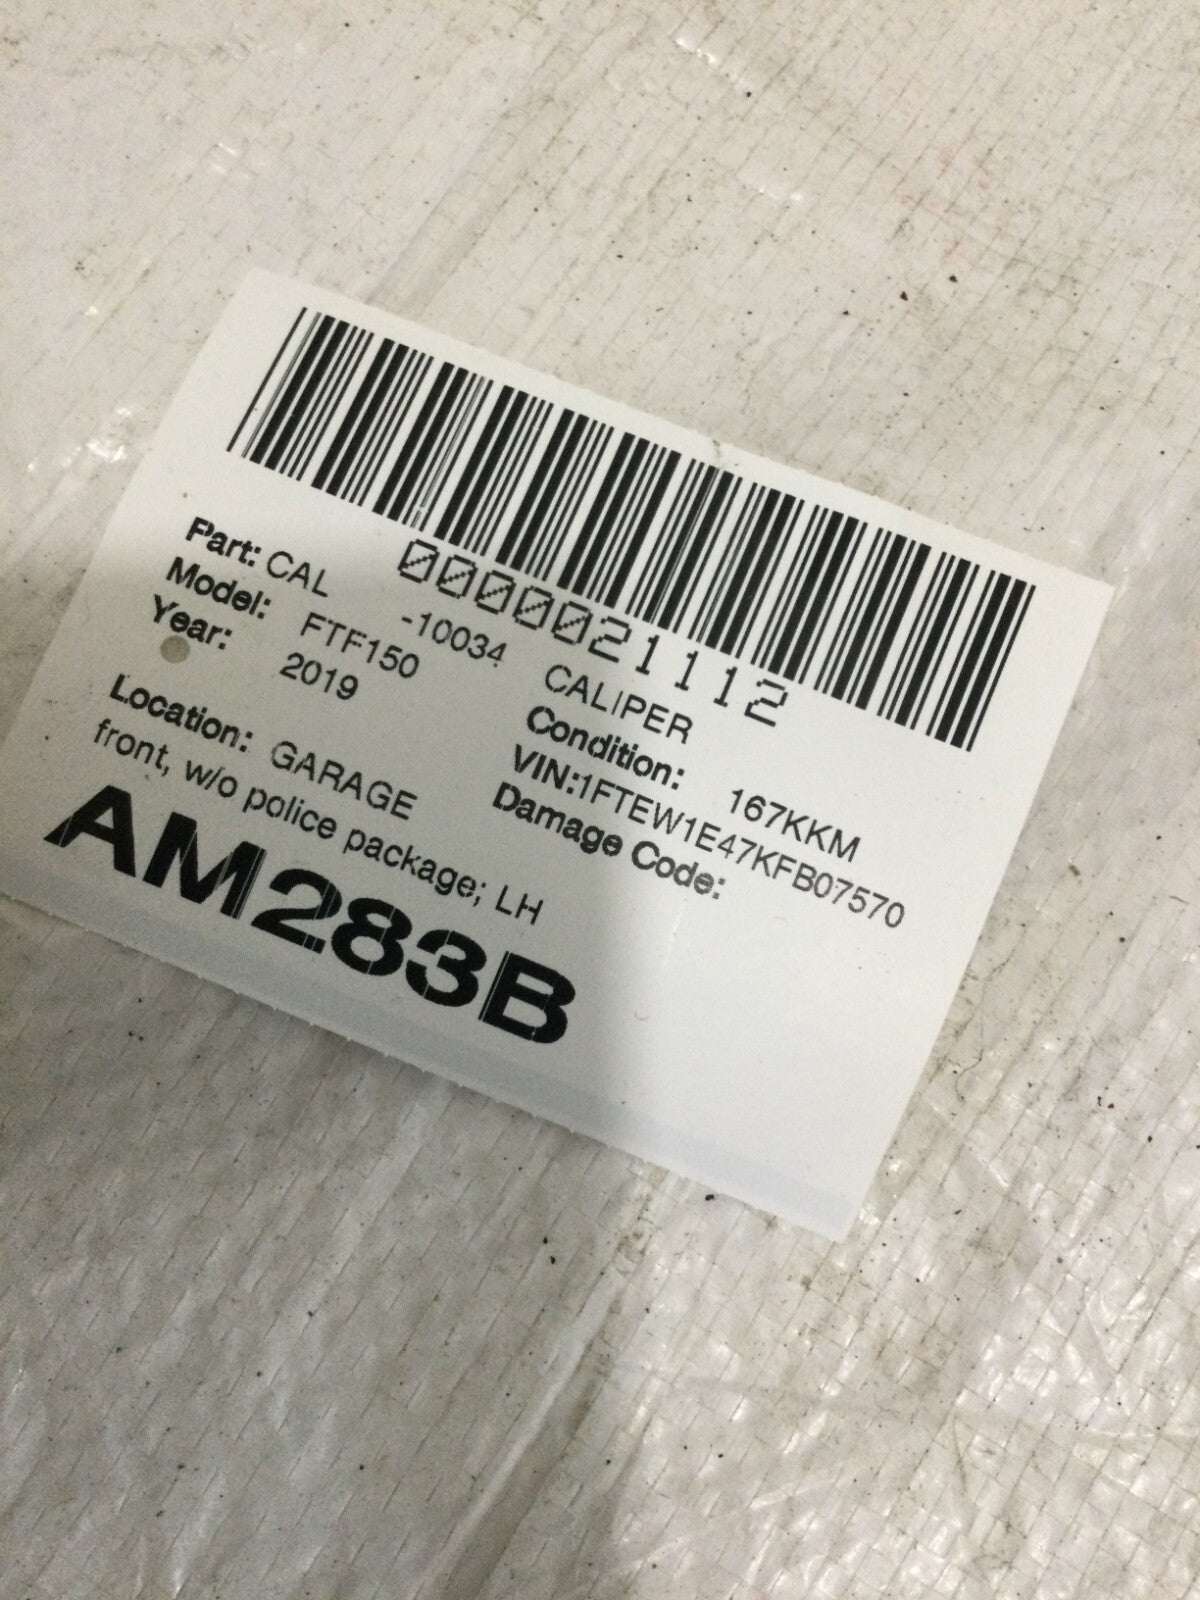 0000021112
Part: CAL -10034 CALIPER
Model: FTF150 Condition: 167KKM
Year: 2019 VIN:1FTEW1E47KFB07570
Damage Code:
Location: GARAGE
front, w/o police package; LH
AM283B